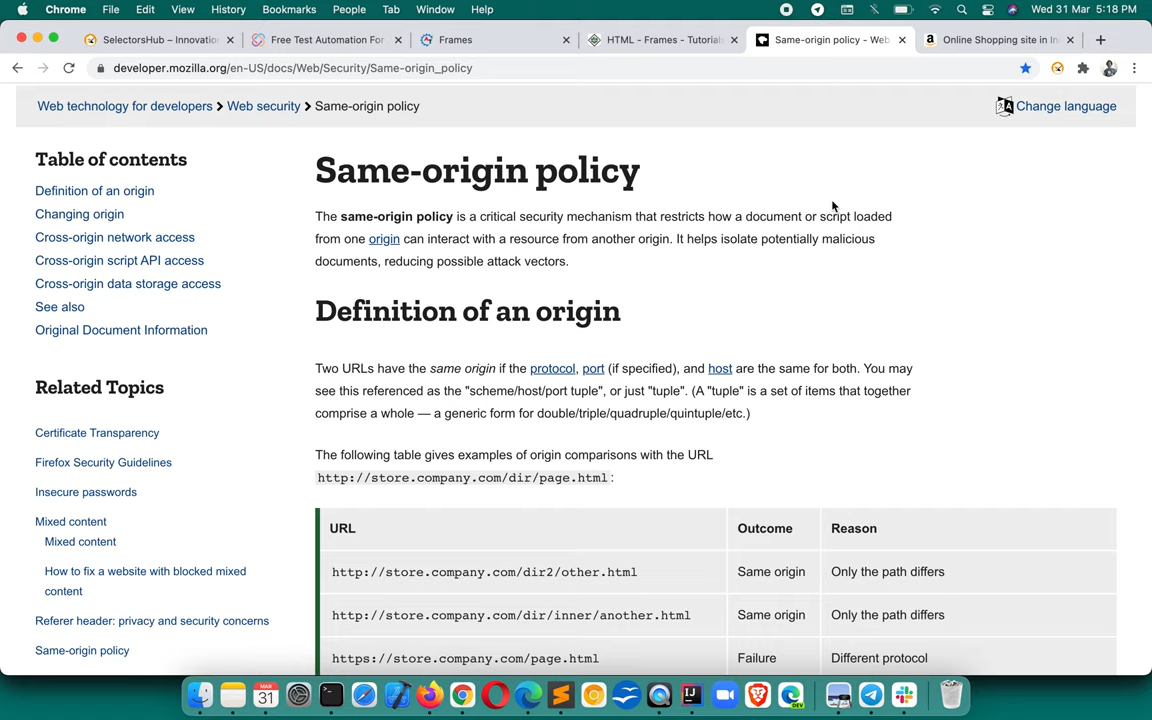 Chrome File Edit View History Bookmarks People Tab Window Help Wed 31 Mar 5:18 PM
SelectorsHub – Innovatio Free Test Automation For Frames HTML - Frames - Tutorial Same-origin policy - Web Online Shopping site in In
developer.mozilla.org/en-US/docs/Web/Security/Same-origin_policy
Web technology for developers Web security Same-origin policy Change language
Table of contents
Definition of an origin
Changing origin
Cross-origin network access
Cross-origin script API access
Cross-origin data storage access
See also
Original Document Information
Related Topics
Certificate Transparency
Firefox Security Guidelines
Insecure passwords
Mixed content
Mixed content
How to fix a website with blocked mixed
content
Referer header: privacy and security concerns
Same-origin policy
Same-origin policy
The same-origin policy is a critical security mechanism that restricts how a document or script loaded
from one origin can interact with a resource from another origin. It helps isolate potentially malicious
documents, reducing possible attack vectors.
Definition of an origin
Two URLs have the same origin if the protocol, port (if specified), and host are the same for both. You may
see this referenced as the "scheme/host/port tuple", or just "tuple". (A "tuple" is a set of items that together
comprise a whole — a generic form for double/triple/quadruple/quintuple/etc.)
The following table gives examples of origin comparisons with the URL
http://store.company.com/dir/page.html:
URL Outcome Reason
http://store.company.com/dir2/other.html Same origin Only the path differs
http://store.company.com/dir/inner/another.html Same origin Only the path differs
https://store.company.com/page.html Failure Different protocol
MAR
31